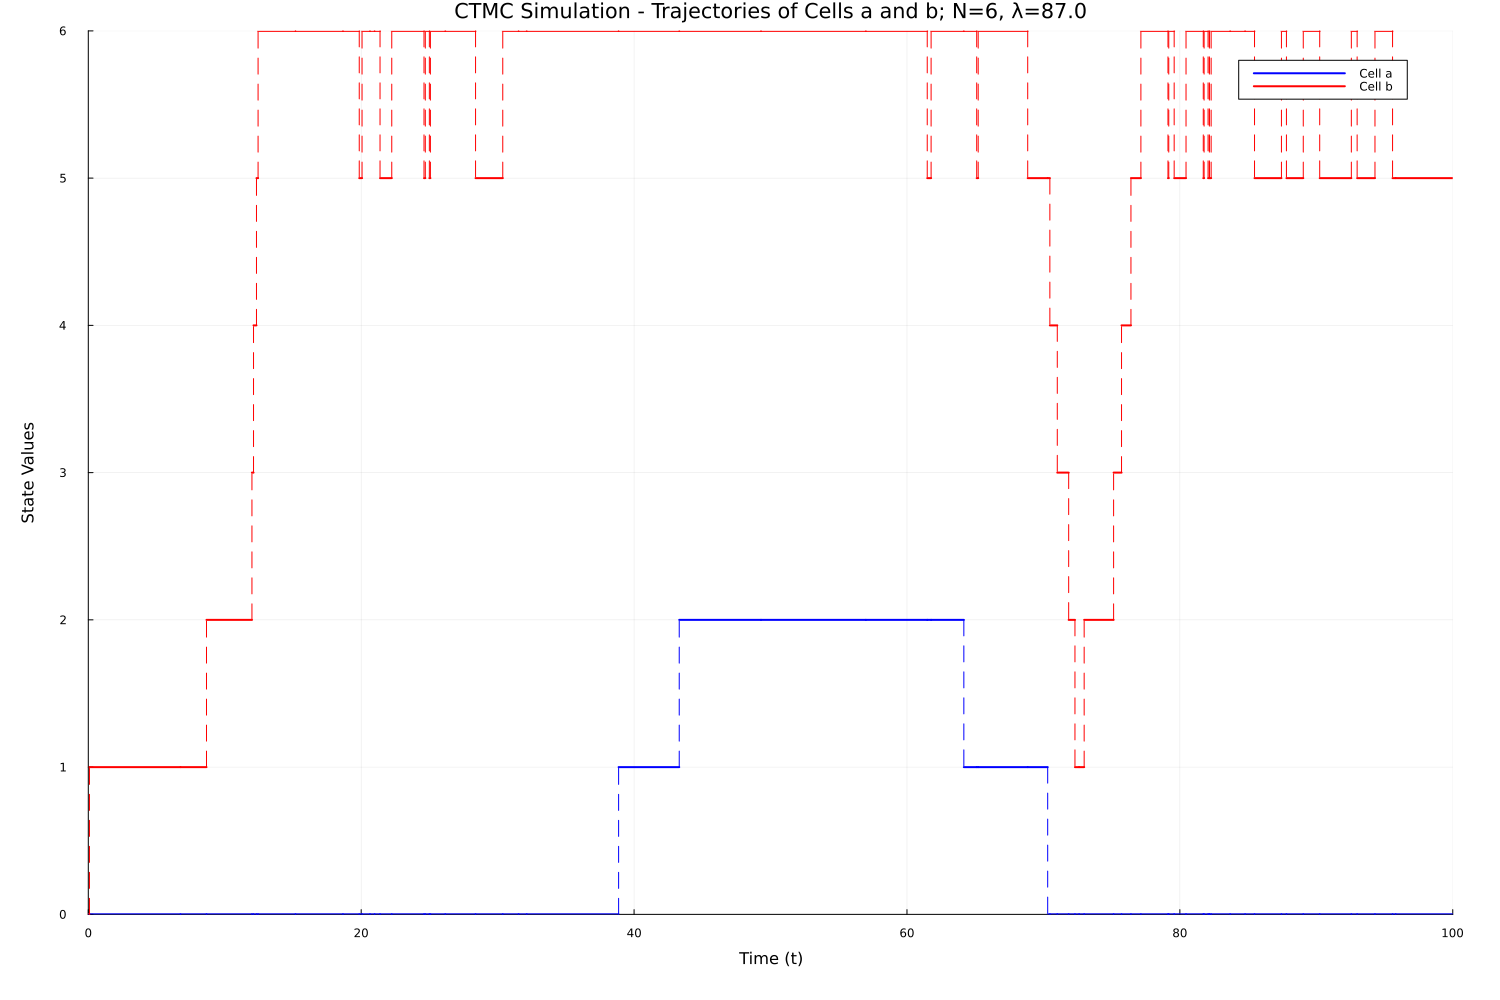 CTMC Simulation - Trajectories of Cells a and b; N=6, λ=87.0
6
Cell a
Cell b
5
4
State Values
3
2
1
0
0 20 40 60 80 100
Time (t)